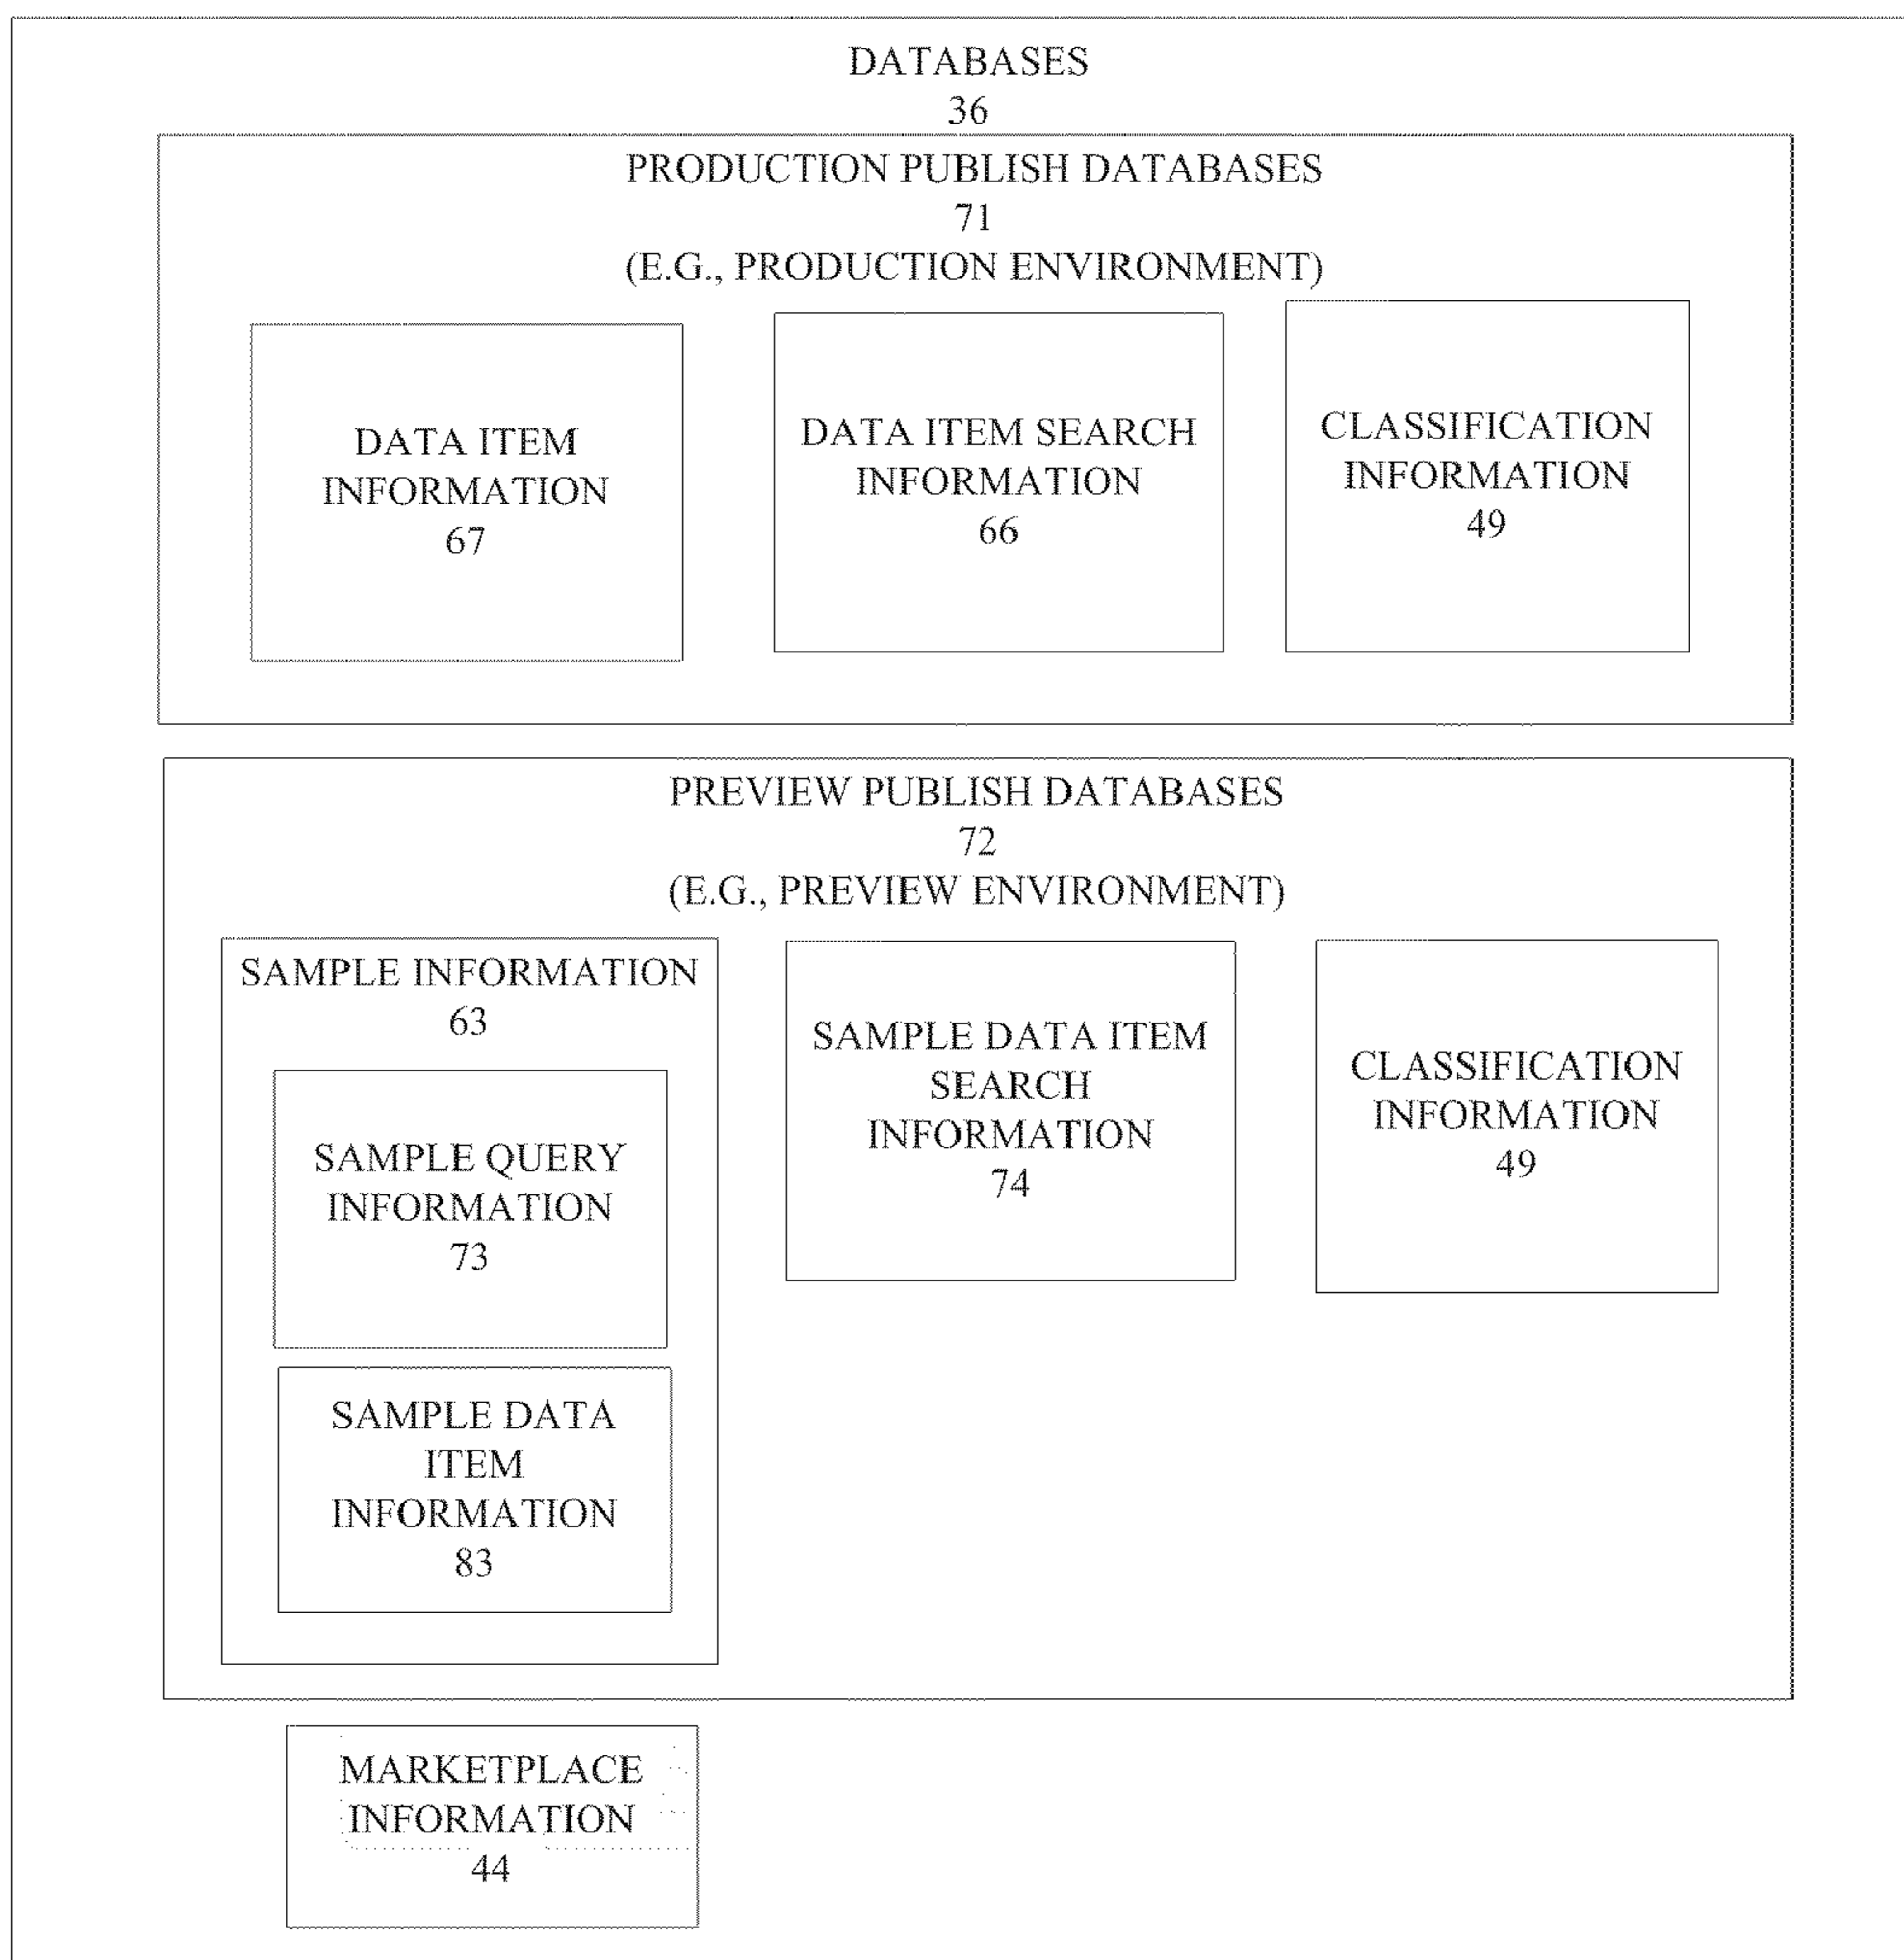 DATABASES
36
PRODUCTION PUBLISH DATABASES
71
(E.G., PRODUCTION ENVIRONMENT)
DATA ITEM
INFORMATION
67
DATA ITEM SEARCH
INFORMATION
66
CLASSIFICATION
INFORMATION
49
PREVIEW PUBLISH DATABASES
72
(E.G., PREVIEW ENVIRONMENT)
SAMPLE INFORMATION
63
SAMPLE QUERY
INFORMATION
73
SAMPLE DATA
ITEM
INFORMATION
83
SAMPLE DATA ITEM
SEARCH
INFORMATION
74
CLASSIFICATION
INFORMATION
49
MARKETPLACE
INFORMATION
44